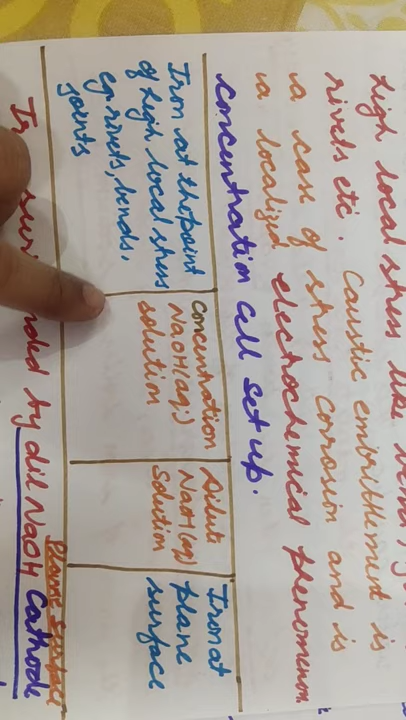 high local stress like bend,
rivets etc. Caustic embrittlement is
a case of stress corrosion and is
a localized electrochemical phenomenon
concentration cell set up.
Iron at the point
of high local stress
eg rivets, bends,
joints
Concentration
NaOH(aq)
solution
Dilute
NaOH(aq)
Solution
Iron at
plane
surface
Plane Surface
by dil NaOH Cathode